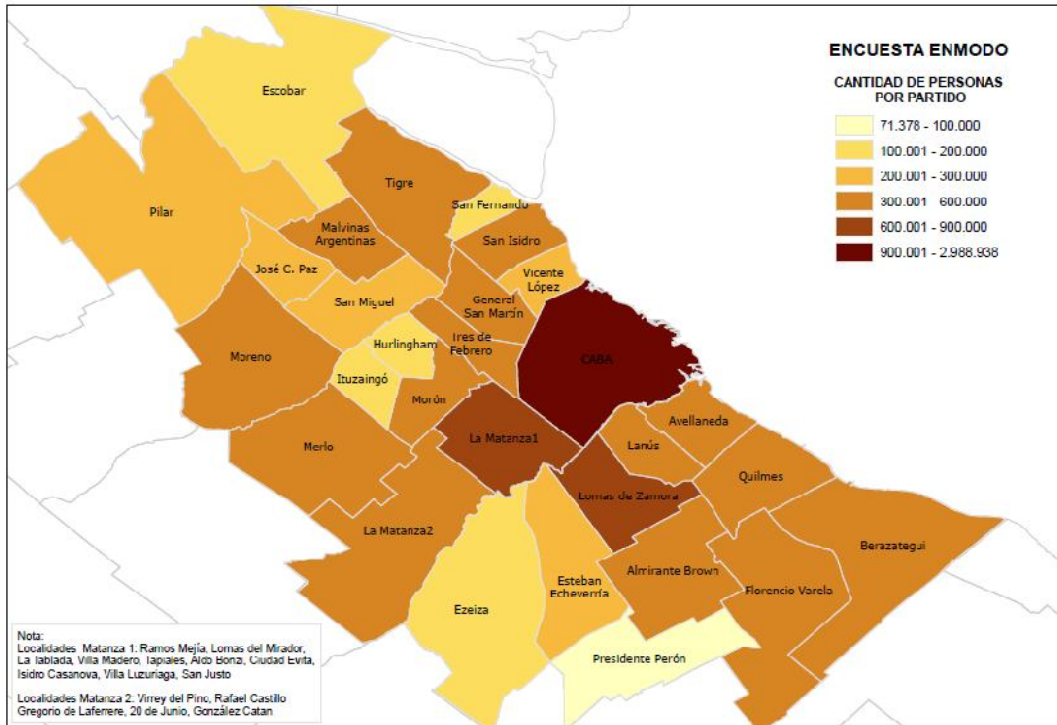 ENCUESTA ENMODO
CANTIDAD DE PERSONAS
POR PARTIDO
71.378 - 100.000
100.001 - 200.000
200.001 - 300.000
300.001 - 600.000
600.001 - 900.000
900.001 - 2.988.938
Escobar
Pilar
Tigre
San Fernando
Malvinas
Argentinas
San Isidro
José C. Paz
Vicente
López
San Miguel
General
San Martín
Tres de
Febrero
Hurlingham
Moreno
Ituzaingó
CABA
Morón
Avellaneda
La Matanza1
Lanús
Merlo
Quilmes
Lomas de Zamora
La Matanza2
Berazategui
Almirante Brown
Esteban
Echeverría
Florencio Varela
Ezeiza
Presidente Perón
Nota:
Localidades Matanza 1: Ramos Mejía, Lomas del Mirador,
La Tablada, Villa Madero, Tapiales, Aldo Bonzi, Ciudad Evita,
Isidro Casanova, Villa Luzuriaga, San Justo
Localidades Matanza 2: Virrey del Pino, Rafael Castillo
Gregorio de Laferrere, 20 de Junio, González Catan